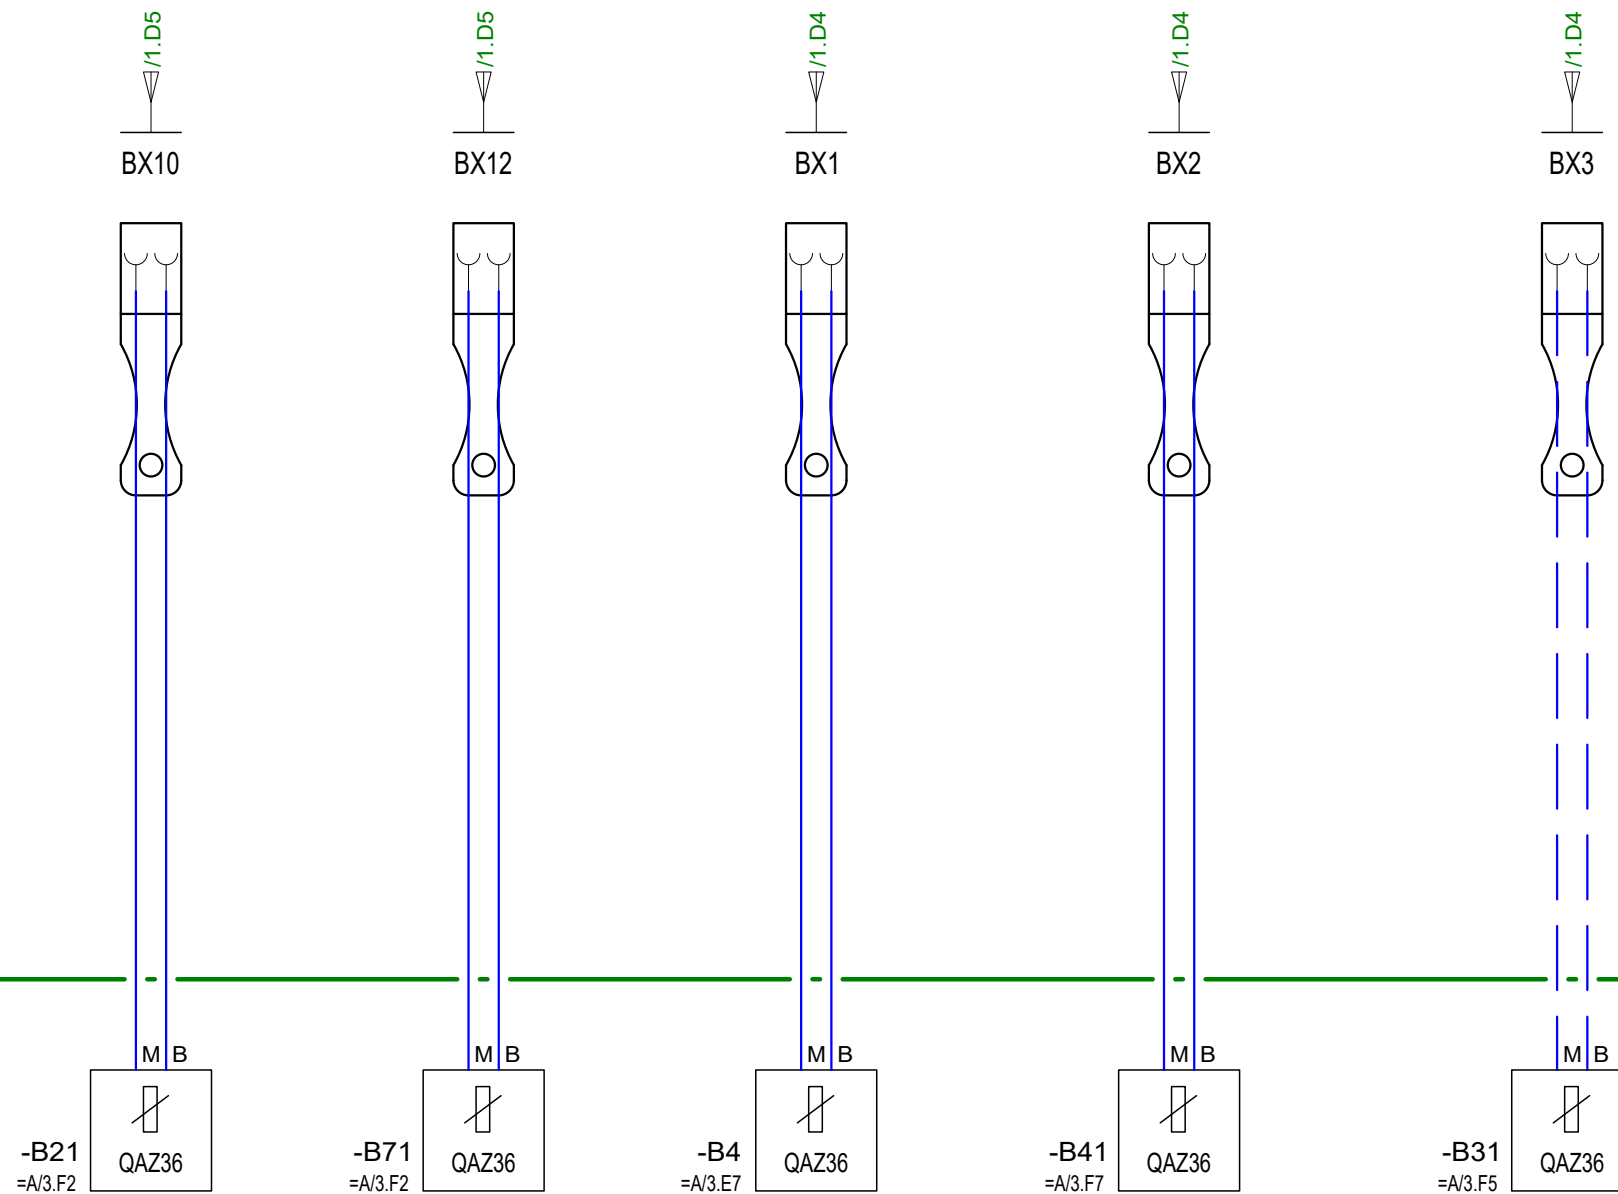 /1.D5 /1.D5 /1.D4 /1.D4 /1.D4
BX10 BX12 BX1 BX2 BX3
M B M B M B M B M B
-B21 -B71 -B4 -B41 -B31
QAZ36 QAZ36 QAZ36 QAZ36 QAZ36
=A/3.F2 =A/3.F2 =A/3.E7 =A/3.F7 =A/3.F5